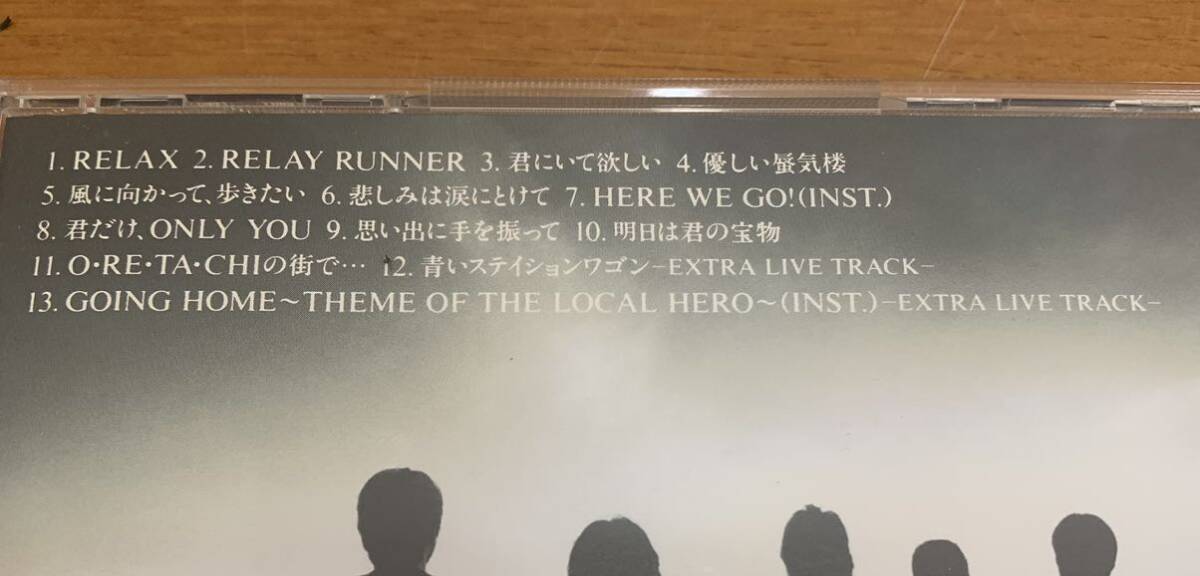 1. RELAX 2. RELAY RUNNER 3. 君にいて欲しい 4. 優しい蜃気楼
5. 風に向かって、歩きたい 6. 悲しみは涙にとけて 7. HERE WE GO!(INST.)
8. 君だけ、ONLY YOU 9. 思い出に手を振って 10. 明日は君の宝物
11. O・RE・TA・CHIの街で… 12. 青いステイションワゴン−EXTRA LIVE TRACK−
13. GOING HOME〜THEME OF THE LOCAL HERO〜(INST.)−EXTRA LIVE TRACK−